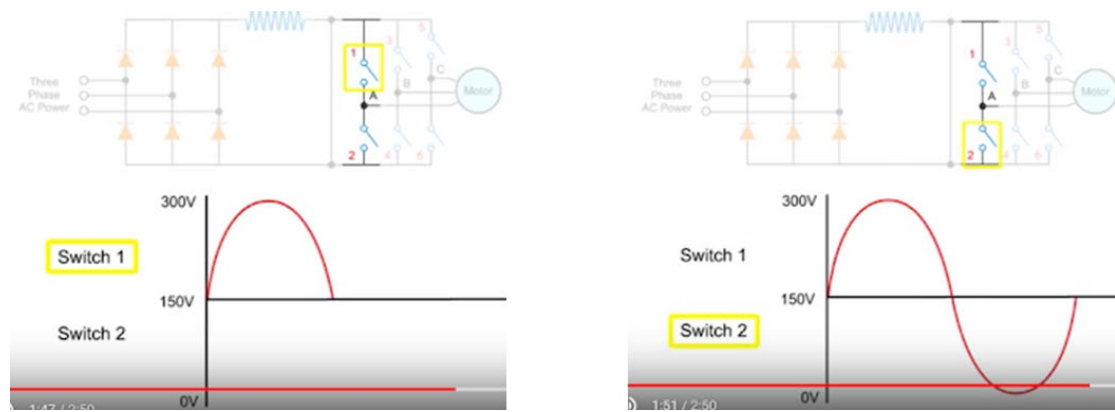 5
1
3
C
Three
Phase
AC Power
A
B
Motor
2
4
6
300V
Switch 1
150V
Switch 2
0V
1:47 / 2:50
5
1
3
C
Three
Phase
AC Power
A
B
Motor
2
4
6
300V
Switch 1
150V
Switch 2
0V
1:51 / 2:50